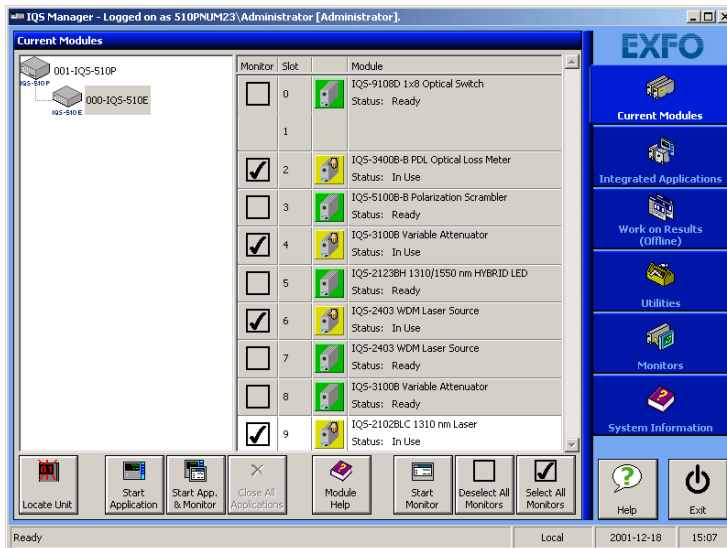 IQS Manager - Logged on as 510PNUM23\Administrator [Administrator].
Current Modules
001-IQS-510P
IQS-510P
000-IQS-510E
IQS-510E
Monitor Slot Module
0 IQS-9108D 1x8 Optical Switch
Status: Ready
1
2 IQS-3400B-B PDL Optical Loss Meter
Status: In Use
3 IQS-5100B-B Polarization Scrambler
Status: Ready
4 IQS-3100B Variable Attenuator
Status: In Use
5 IQS-2123BH 1310/1550 nm HYBRID LED
Status: Ready
6 IQS-2403 WDM Laser Source
Status: In Use
7 IQS-2403 WDM Laser Source
Status: Ready
8 IQS-3100B Variable Attenuator
Status: Ready
9 IQS-2102BLC 1310 nm Laser
Status: In Use
EXFO
Current Modules
Integrated Applications
Work on Results
(Offline)
Utilities
Monitors
System Information
Locate Unit
Start
Application
Start App.
& Monitor
Close All
Applications
Module
Help
Start
Monitor
Deselect All
Monitors
Select All
Monitors
Help
Exit
Ready
Local
2001-12-18
15:07